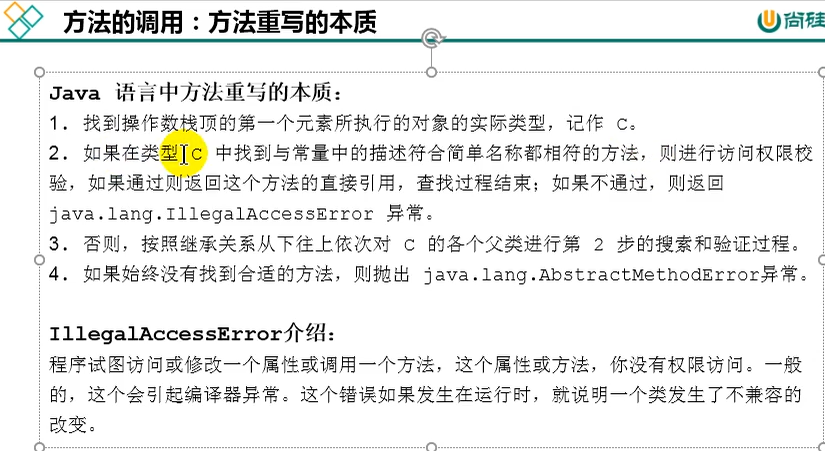 方法的调用：方法重写的本质
尚硅
Java 语言中方法重写的本质：
1. 找到操作数栈顶的第一个元素所执行的对象的实际类型，记作 C。
2. 如果在类型 C 中找到与常量中的描述符合简单名称都相符的方法，则进行访问权限校
验，如果通过则返回这个方法的直接引用，查找过程结束；如果不通过，则返回
java.lang.IllegalAccessError 异常。
3. 否则，按照继承关系从下往上依次对 C 的各个父类进行第 2 步的搜索和验证过程。
4. 如果始终没有找到合适的方法，则抛出 java.lang.AbstractMethodError异常。
IllegalAccessError介绍：
程序试图访问或修改一个属性或调用一个方法，这个属性或方法，你没有权限访问。一般
的，这个会引起编译器异常。这个错误如果发生在运行时，就说明一个类发生了不兼容的
改变。